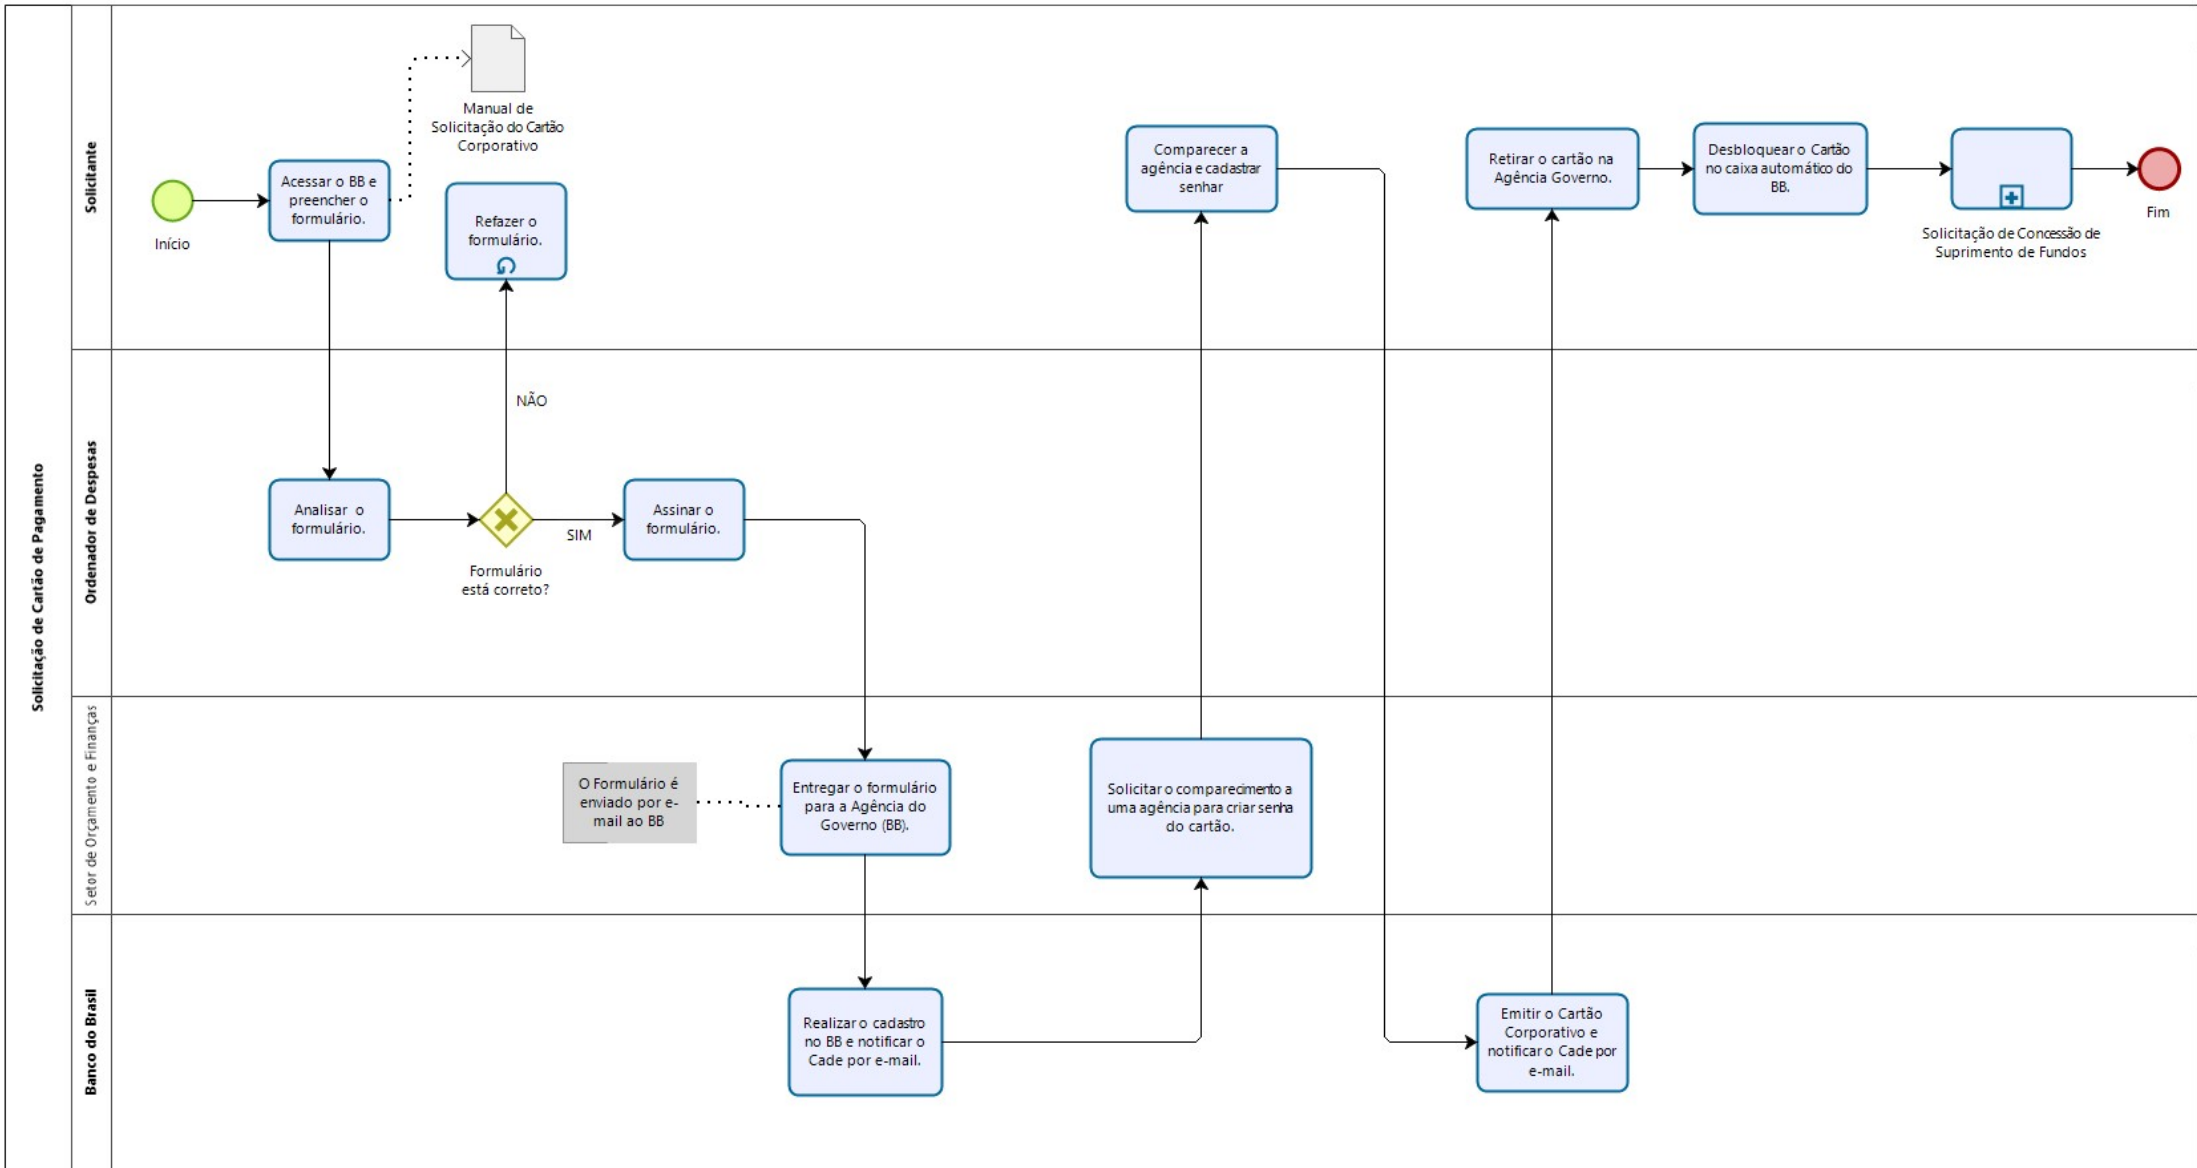 Solicitação de Cartão de Pagamento
Solicitante
Início
Acessar o BB e
preencher o
formulário.
Manual de
Solicitação do Cartão
Corporativo
Refazer o
formulário.
Comparecer a
agência e cadastrar
senhar
Retirar o cartão na
Agência Governo.
Desbloquear o Cartão
no caixa automático do
BB.
Solicitação de Concessão de
Suprimento de Fundos
Fim
Ordenador de Despesas
Analisar o
formulário.
NÃO
SIM
Formulário
está correto?
Assinar o
formulário.
Setor de Orçamento e Finanças
O Formulário é
enviado por e-
mail ao BB
Entregar o formulário
para a Agência do
Governo (BB).
Solicitar o comparecimento a
uma agência para criar senha
do cartão.
Banco do Brasil
Realizar o cadastro
no BB e notificar o
Cade por e-mail.
Emitir o Cartão
Corporativo e
notificar o Cade por
e-mail.